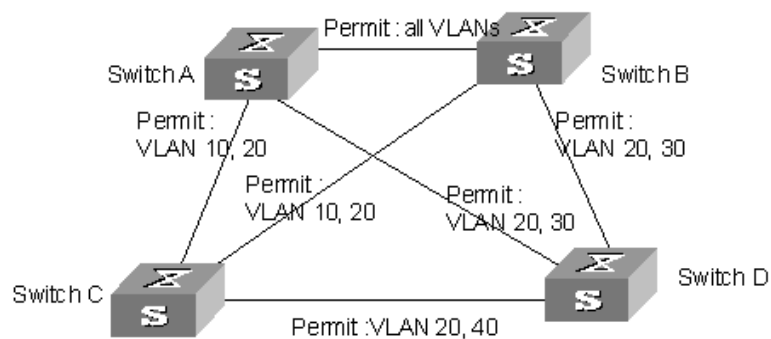 Permit : all VLANs
Switch A
S
S
Switch B
Permit :
VLAN 10, 20
Permit :
VLAN 20, 30
Permit :
VLAN 10, 20
Permit :
VLAN 20, 30
Switch C
S
S
Switch D
Permit :VLAN 20, 40